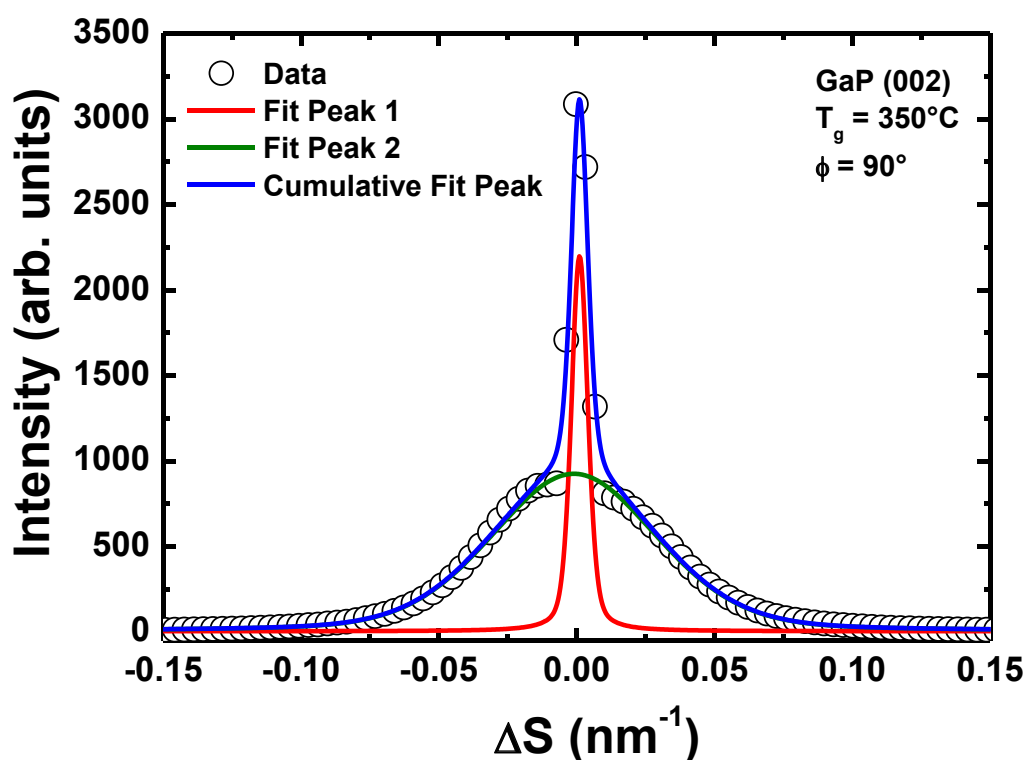 3500
3000
2500
2000
1500
1000
500
0
Intensity (arb. units)
Data
Fit Peak 1
Fit Peak 2
Cumulative Fit Peak
GaP (002)
T_g = 350°C
ϕ = 90°
-0.15
-0.10
-0.05
0.00
0.05
0.10
0.15
ΔS (nm⁻¹)